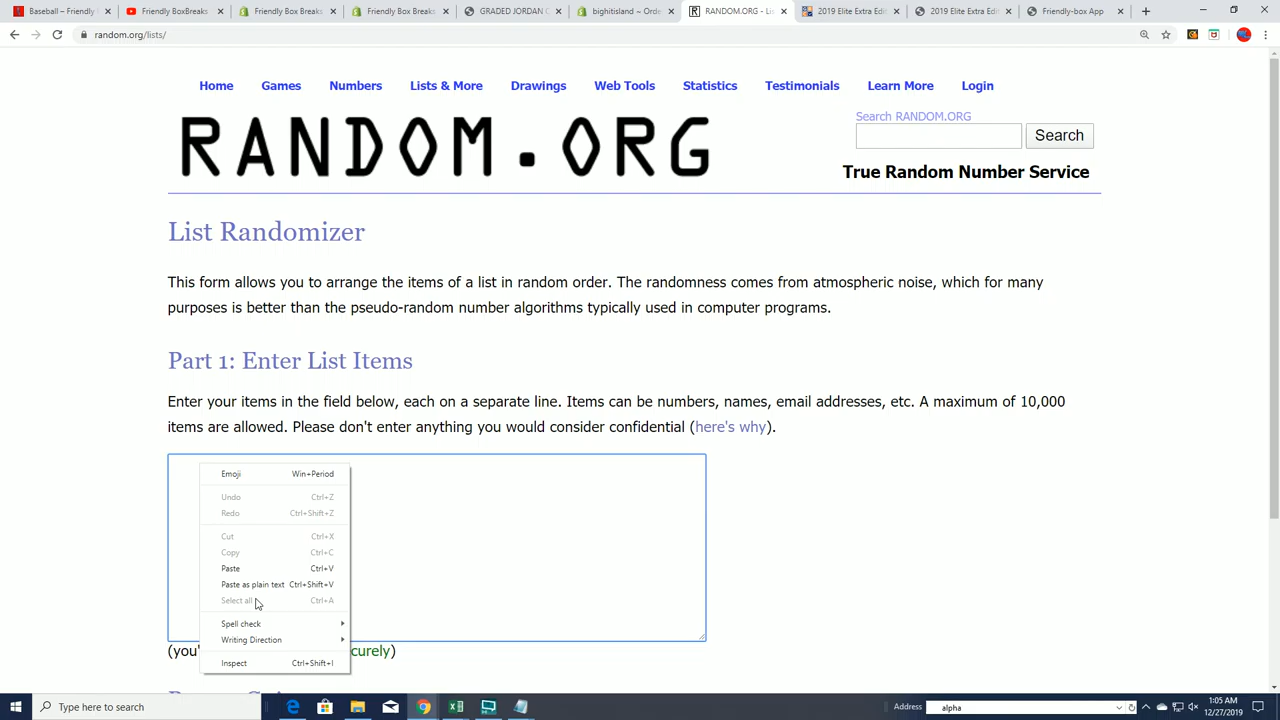 Baseball – Friendly
Friendly BoxBreaks
Friendly Box Breaks
Friendly Box Breaks
GRADED JORDAN C
bighitisland ~ Orde
RANDOM.ORG - Li
2019 Elite Extra Edi
2019 Elite Extra Edi
Friendly-box App
random.org/lists/
Home Games Numbers Lists & More Drawings Web Tools Statistics Testimonials Learn More Login
RANDOM.ORG
Search RANDOM.ORG
Search
True Random Number Service
List Randomizer
This form allows you to arrange the items of a list in random order. The randomness comes from atmospheric noise, which for many
purposes is better than the pseudo-random number algorithms typically used in computer programs.
Part 1: Enter List Items
Enter your items in the field below, each on a separate line. Items can be numbers, names, email addresses, etc. A maximum of 10,000
items are allowed. Please don't enter anything you would consider confidential (here's why).
Emoji Win+Period
Undo Ctrl+Z
Redo Ctrl+Shift+Z
Cut Ctrl+X
Copy Ctrl+C
Paste Ctrl+V
Paste as plain text Ctrl+Shift+V
Select all Ctrl+A
Spell check
Writing Direction
Inspect Ctrl+Shift+I
(you' curely)
Type here to search
Address alpha
1:05 AM
12/27/2019